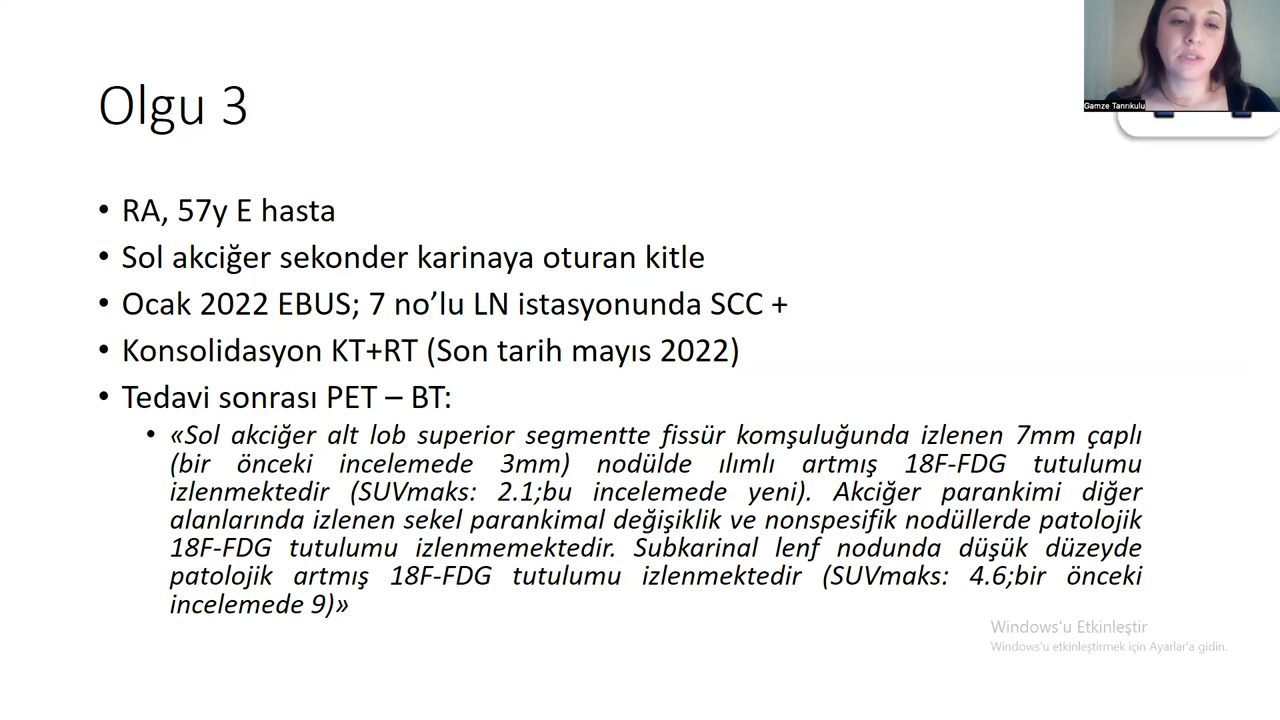 Gamze Tanrıkulu
Olgu 3
• RA, 57y E hasta
• Sol akciğer sekonder karinaya oturan kitle
• Ocak 2022 EBUS; 7 no’lu LN istasyonunda SCC +
• Konsolidasyon KT+RT (Son tarih mayıs 2022)
• Tedavi sonrası PET – BT:
• «Sol akciğer alt lob superior segmentte fissür komşuluğunda izlenen 7mm çaplı
(bir önceki incelemede 3mm) nodülde ılımlı artmış 18F-FDG tutulumu
izlenmektedir (SUVmaks: 2.1;bu incelemede yeni). Akciğer parankimi diğer
alanlarında izlenen sekel parankimal değişiklik ve nonspesifik nodüllerde patolojik
18F-FDG tutulumu izlenmemektedir. Subkarinal lenf nodunda düşük düzeyde
patolojik artmış 18F-FDG tutulumu izlenmektedir (SUVmaks: 4.6;bir önceki
incelemede 9)»
Windows'u Etkinleştir
Windows'u etkinleştirmek için Ayarlar'a gidin.